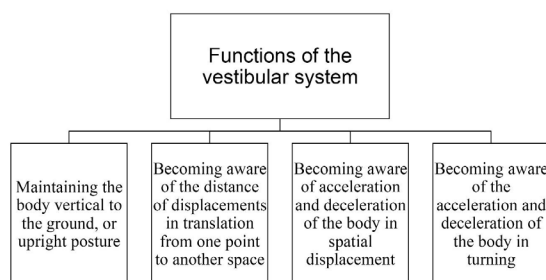 Functions of the
vestibular system
Maintaining the
body vertical to
the ground, or
upright posture
Becoming aware
of the distance
of displacements
in translation
from one point
to another space
Becoming aware
of acceleration
and deceleration
of the body in
spatial
displacement
Becoming aware
of the
acceleration and
deceleration of
the body in
turning